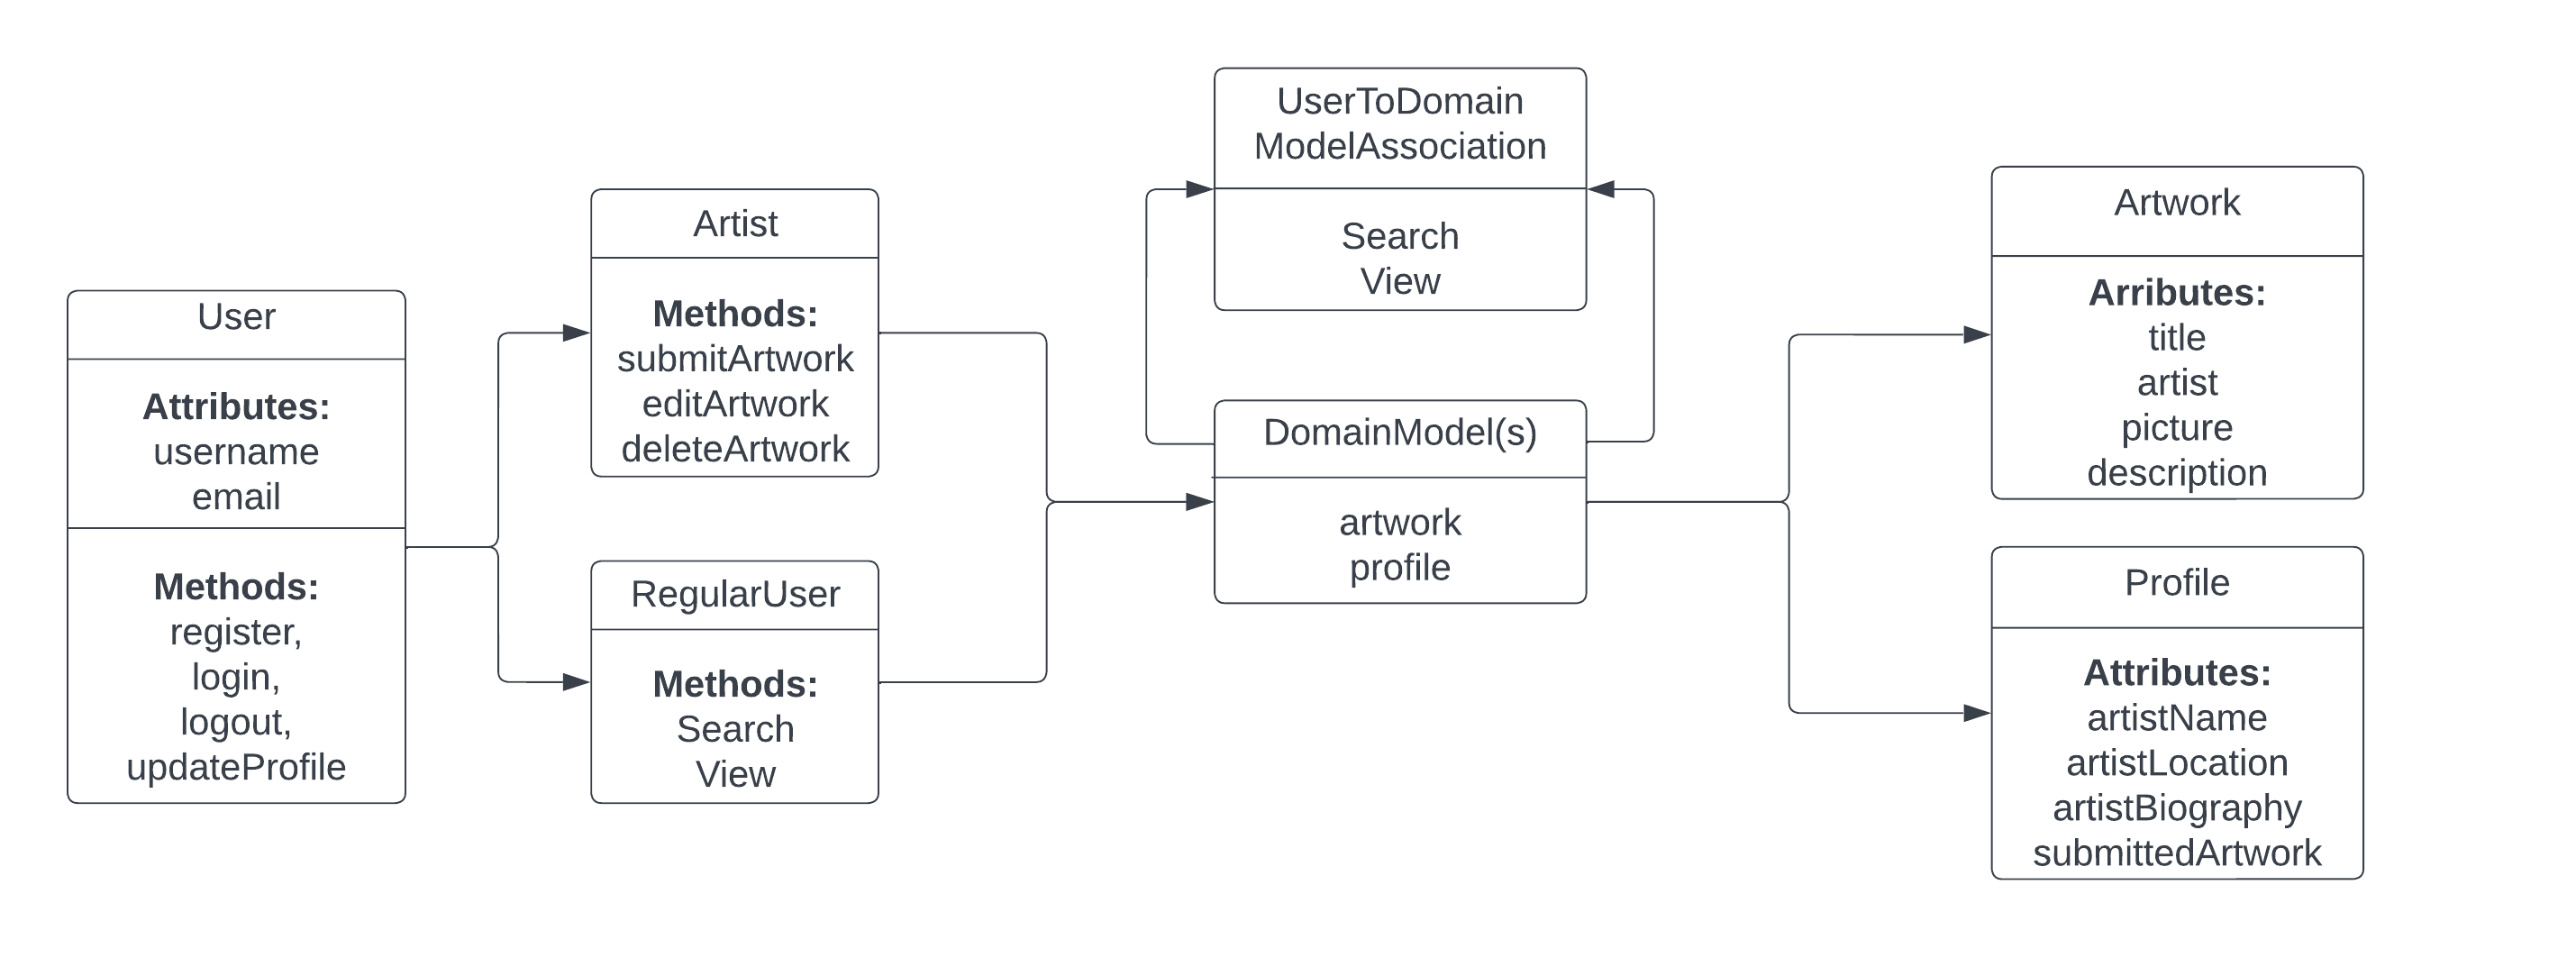 User
Attributes:
username
email
Methods:
register,
login,
logout,
updateProfile
Artist
Methods:
submitArtwork
editArtwork
deleteArtwork
RegularUser
Methods:
Search
View
UserToDomain
ModelAssociation
Search
View
DomainModel(s)
artwork
profile
Artwork
Arributes:
title
artist
picture
description
Profile
Attributes:
artistName
artistLocation
artistBiography
submittedArtwork